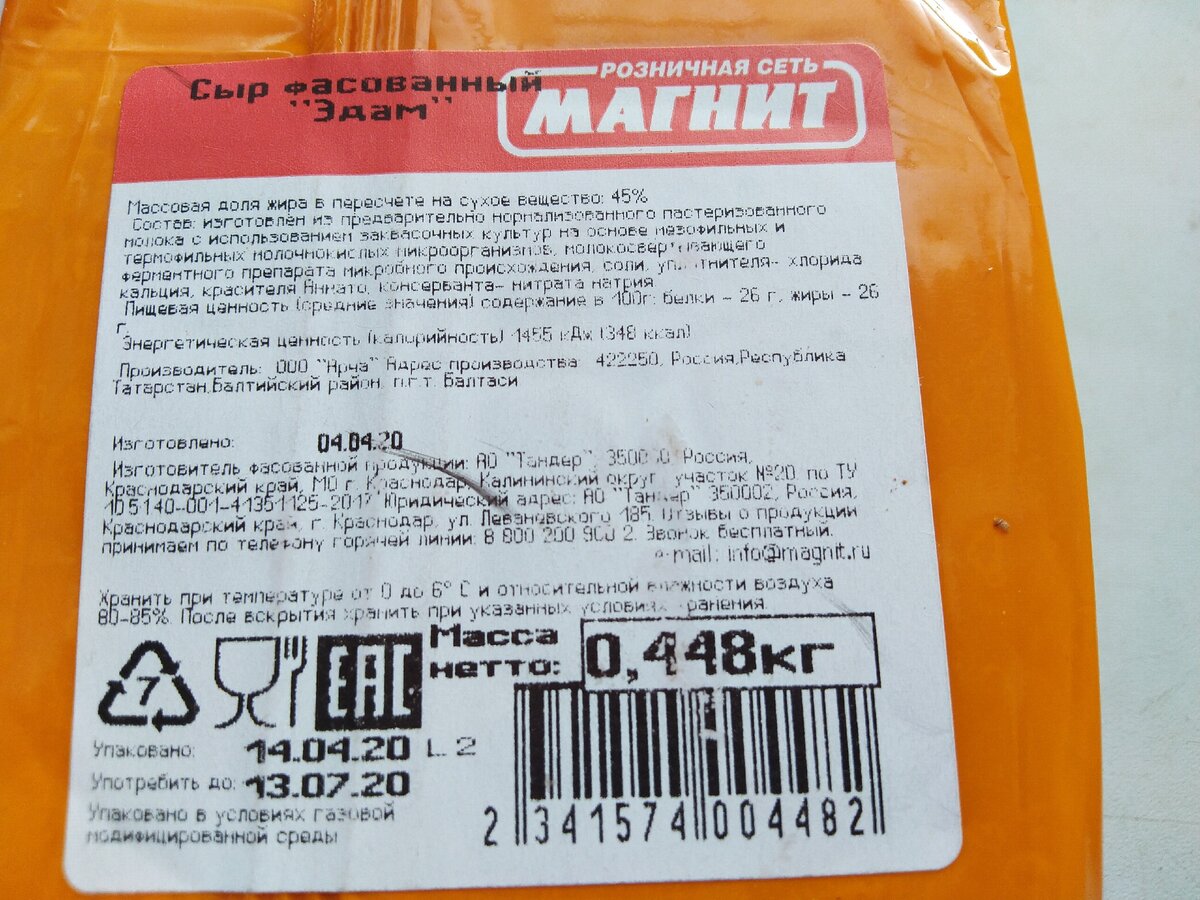 Сыр фасованный
"Эдам"
РОЗНИЧНАЯ СЕТЬ
МАГНИТ
Массовая доля жира в пересчете на сухое вещество: 45%
Состав: изготовлен из предварительно нормализованного пастеризованного
молока с использованием заквасочных культур на основе мезофильных и
термофильных молочнокислых микроорганизмов, молокосвертывающего
ферментного препарата микробного происхождения, соли, уплотнителя- хлорида
кальция, красителя Аннато, консерванта- нитрата натрия.
Пищевая ценность (средние значения) содержание в 100г: белки - 26 г, жиры - 26
г.
Энергетическая ценность (калорийность) 1455 кДж (348 ккал)
Производитель: ООО "Арча" Адрес производства: 422250, Россия,Республика
Татарстан,Балтийский район, п.г.т. Балтаси
Изготовлено: 04.04.20
Изготовитель фасованной продукции: АО "Тандер", Россия,
Краснодарский край, МО г. Краснодар, Калининский округ, участок №20 по ТУ
10.5140-001-41351125-2017 Юридический адрес: АО "Тандер" 350002, Россия,
Краснодарский край, г. Краснодар, ул. Леваневского 185. Отзывы о продукции
принимаем по телефону горячей линии: 8 800 200 900 2. Звонок бесплатный.
e-mail: info@magnit.ru
Хранить при температуре от 0 до 6° С и относительной влажности воздуха
80-85%. После вскрытия хранить при указанных условиях хранения.
Масса
нетто: 0,448кг
7
EAC
Упаковано: 14.04.20 L 2
Употребить до: 13.07.20
Упаковано в условиях газовой
модифицированной среды
2 341574 004482